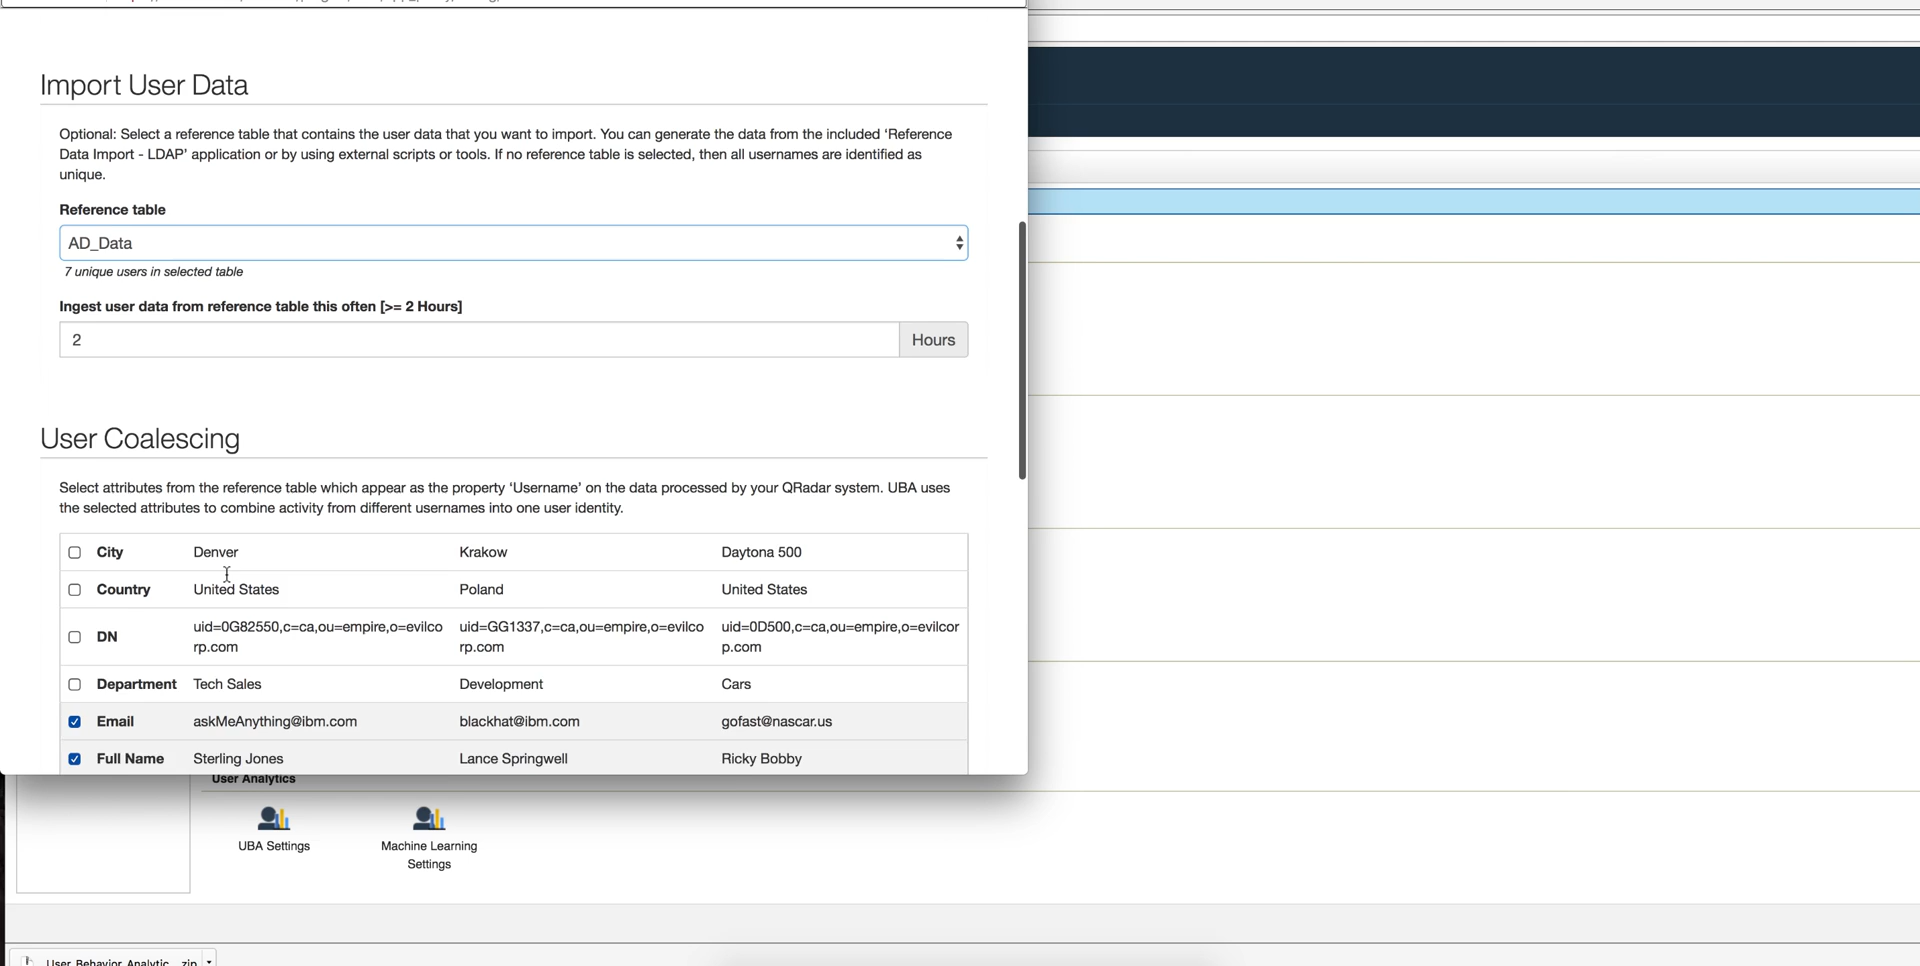 Import User Data
Optional: Select a reference table that contains the user data that you want to import. You can generate the data from the included ‘Reference
Data Import - LDAP’ application or by using external scripts or tools. If no reference table is selected, then all usernames are identified as
unique.
Reference table
AD_Data
7 unique users in selected table
Ingest user data from reference table this often [>= 2 Hours]
2 Hours
User Coalescing
Select attributes from the reference table which appear as the property ‘Username’ on the data processed by your QRadar system. UBA uses
the selected attributes to combine activity from different usernames into one user identity.
City Denver Krakow Daytona 500
Country United States Poland United States
DN uid=0G82550,c=ca,ou=empire,o=evilco uid=GG1337,c=ca,ou=empire,o=evilco uid=0D500,c=ca,ou=empire,o=evilcor
rp.com rp.com p.com
Department Tech Sales Development Cars
Email askMeAnything@ibm.com blackhat@ibm.com gofast@nascar.us
Full Name Sterling Jones Lance Springwell Ricky Bobby
User Analytics
UBA Settings Machine Learning
Settings
User Behavior Analytic....zip